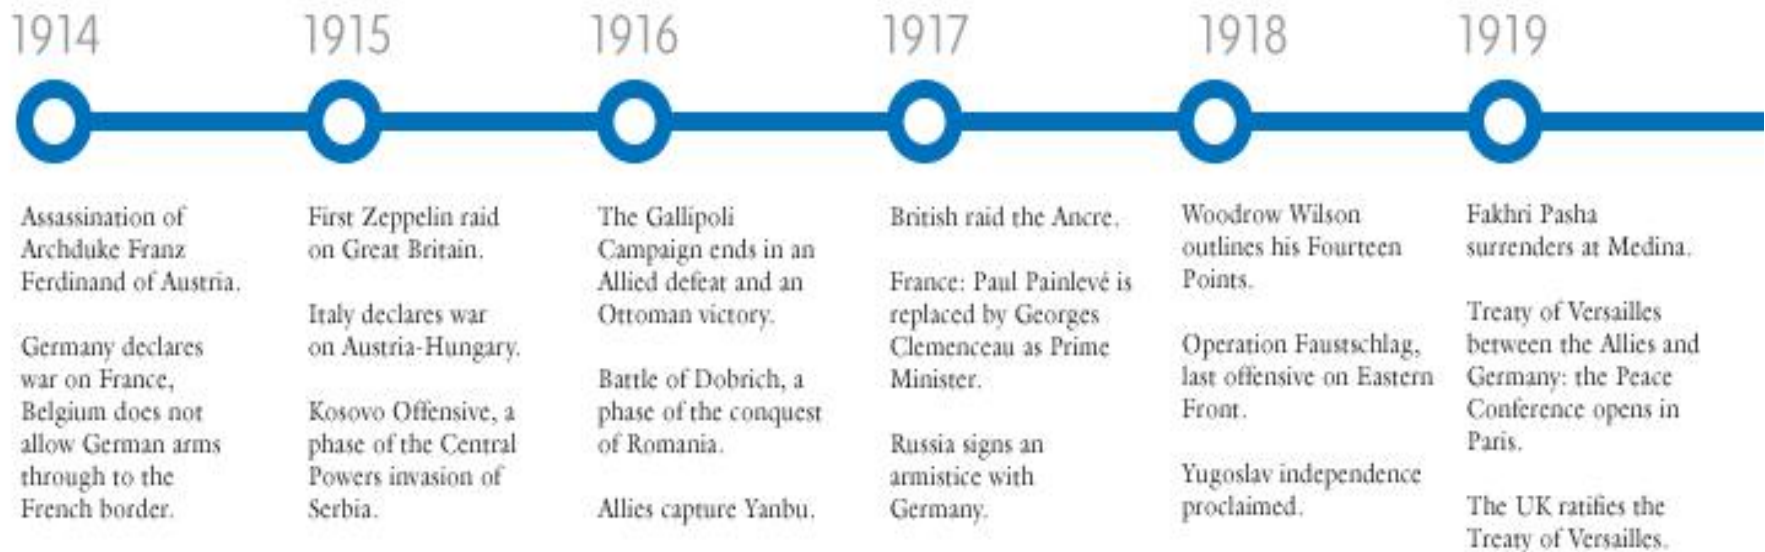 1914
Assassination of
Archduke Franz
Ferdinand of Austria.
Germany declares
war on France,
Belgium does not
allow German arms
through to the
French border.
1915
First Zeppelin raid
on Great Britain.
Italy declares war
on Austria-Hungary.
Kosovo Offensive, a
phase of the Central
Powers invasion of
Serbia.
1916
The Gallipoli
Campaign ends in an
Allied defeat and an
Ottoman victory.
Battle of Dobrich, a
phase of the conquest
of Romania.
Allies capture Yanbu.
1917
British raid the Ancre.
France: Paul Painlevé is
replaced by Georges
Clemenceau as Prime
Minister.
Russia signs an
armistice with
Germany.
1918
Woodrow Wilson
outlines his Fourteen
Points.
Operation Faustschlag,
last offensive on Eastern
Front.
Yugoslav independence
proclaimed.
1919
Fakhri Pasha
surrenders at Medina.
Treaty of Versailles
between the Allies and
Germany: the Peace
Conference opens in
Paris.
The UK ratifies the
Treaty of Versailles.